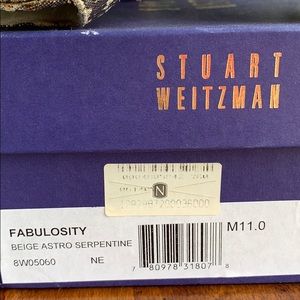 STUART
WEITZMAN
N
FABULOSITY
M11.0
BEIGE ASTRO SERPENTINE
8W05060 NE
7 80978 31807 8